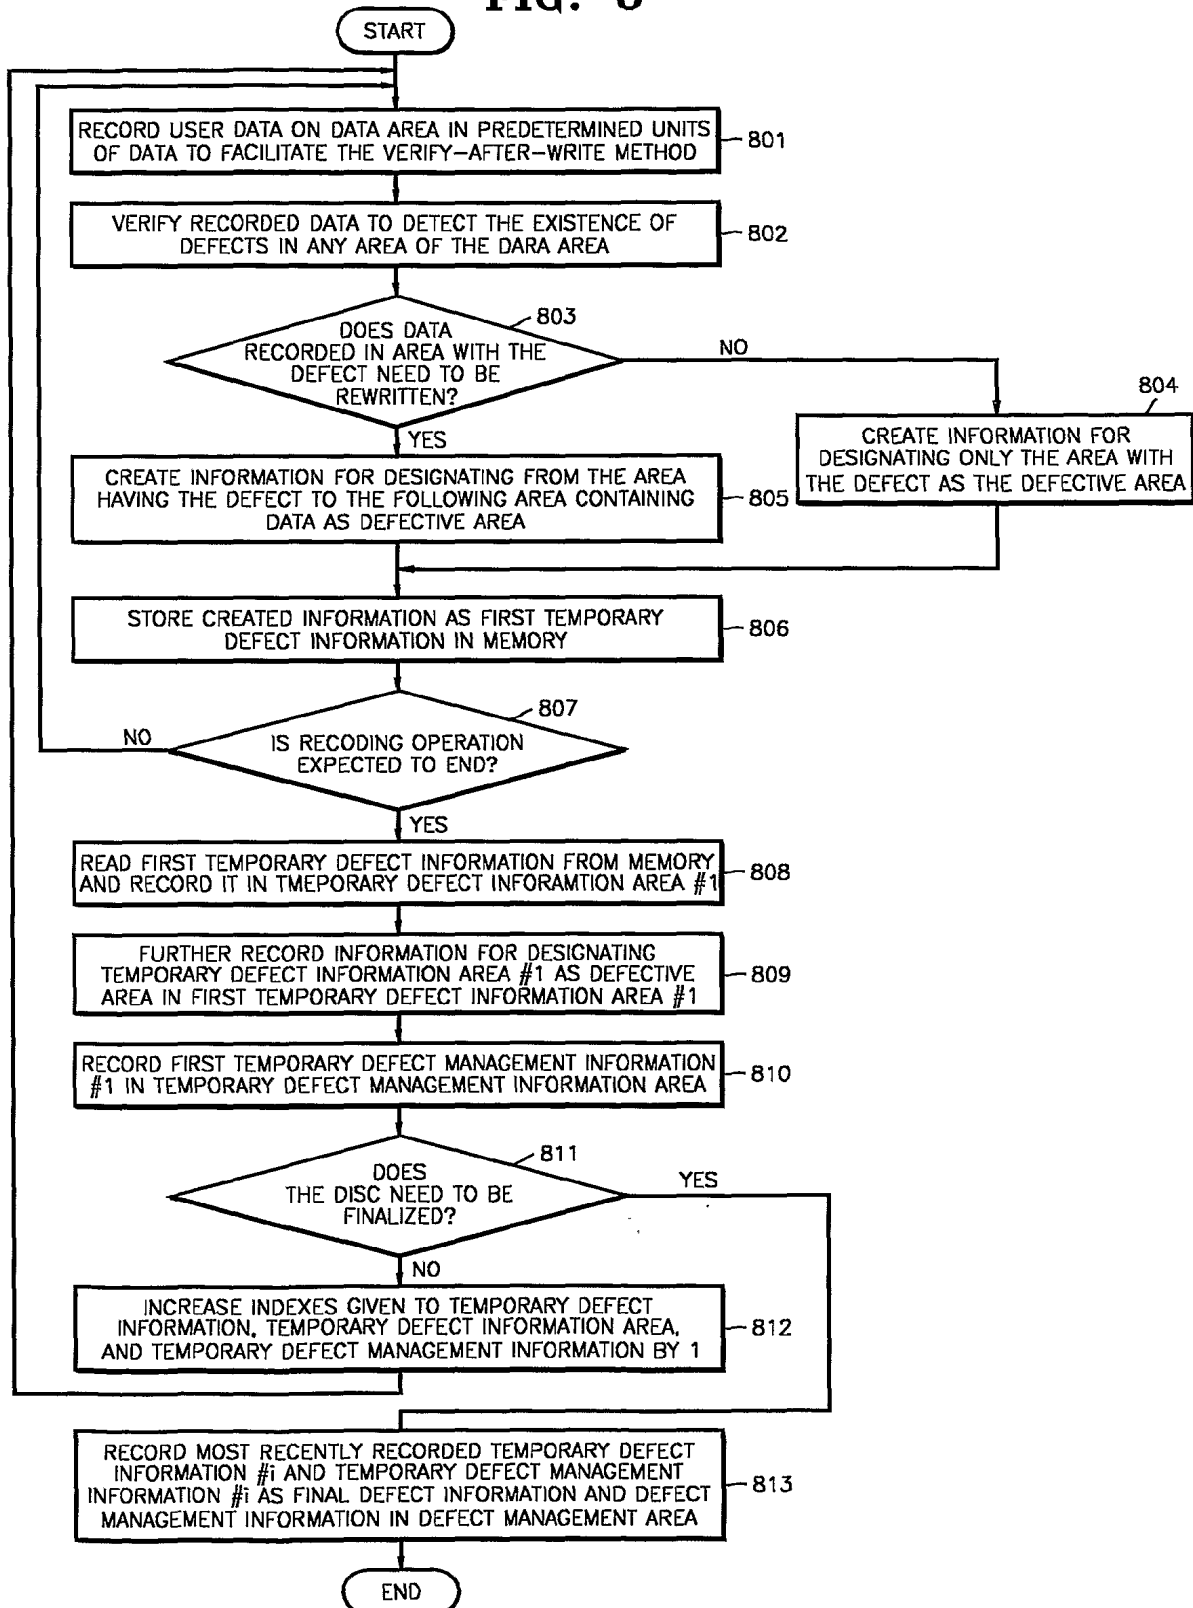 START
RECORD USER DATA ON DATA AREA IN PREDETERMINED UNITS
OF DATA TO FACILITATE THE VERIFY-AFTER-WRITE METHOD
801
VERIFY RECORDED DATA TO DETECT THE EXISTENCE OF
DEFECTS IN ANY AREA OF THE DARA AREA
802
803
DOES DATA
RECORDED IN AREA WITH THE
DEFECT NEED TO BE
REWRITTEN?
NO
YES
804
CREATE INFORMATION FOR
DESIGNATING ONLY THE AREA WITH
THE DEFECT AS THE DEFECTIVE AREA
CREATE INFORMATION FOR DESIGNATING FROM THE AREA
HAVING THE DEFECT TO THE FOLLOWING AREA CONTAINING
DATA AS DEFECTIVE AREA
805
STORE CREATED INFORMATION AS FIRST TEMPORARY
DEFECT INFORMATION IN MEMORY
806
807
IS RECODING OPERATION
EXPECTED TO END?
NO
YES
READ FIRST TEMPORARY DEFECT INFORMATION FROM MEMORY
AND RECORD IT IN TMEPORARY DEFECT INFORAMTION AREA #1
808
FURTHER RECORD INFORMATION FOR DESIGNATING
TEMPORARY DEFECT INFORMATION AREA #1 AS DEFECTIVE
AREA IN FIRST TEMPORARY DEFECT INFORMATION AREA #1
809
RECORD FIRST TEMPORARY DEFECT MANAGEMENT INFORMATION
#1 IN TEMPORARY DEFECT MANAGEMENT INFORMATION AREA
810
811
DOES
THE DISC NEED TO BE
FINALIZED?
YES
NO
INCREASE INDEXES GIVEN TO TEMPORARY DEFECT
INFORMATION, TEMPORARY DEFECT INFORMATION AREA,
AND TEMPORARY DEFECT MANAGEMENT INFORMATION BY 1
812
RECORD MOST RECENTLY RECORDED TEMPORARY DEFECT
INFORMATION #i AND TEMPORARY DEFECT MANAGEMENT
INFORMATION #i AS FINAL DEFECT INFORMATION AND DEFECT
MANAGEMENT INFORMATION IN DEFECT MANAGEMENT AREA
813
END